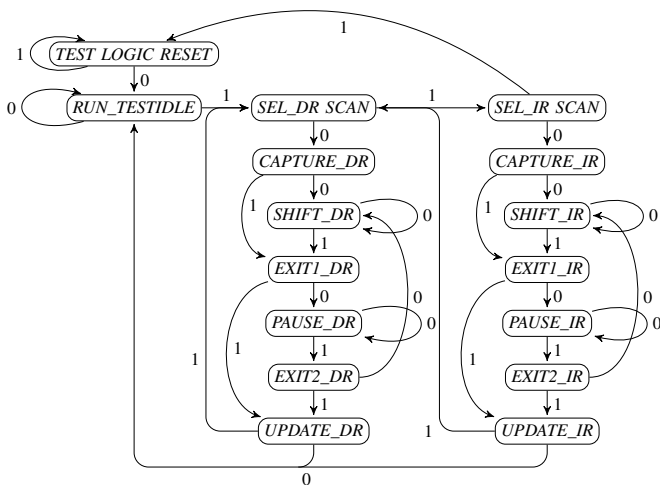 1
1
TEST LOGIC RESET
0
0
RUN_TESTIDLE
1
SEL_DR SCAN
1
SEL_IR SCAN
0
0
CAPTURE_DR
CAPTURE_IR
0
0
1
SHIFT_DR
0
1
SHIFT_IR
0
1
1
EXIT1_DR
EXIT1_IR
0
0
0
0
PAUSE_DR
0
PAUSE_IR
0
1
1
1
1
1
EXIT2_DR
EXIT2_IR
1
1
UPDATE_DR
1
UPDATE_IR
0